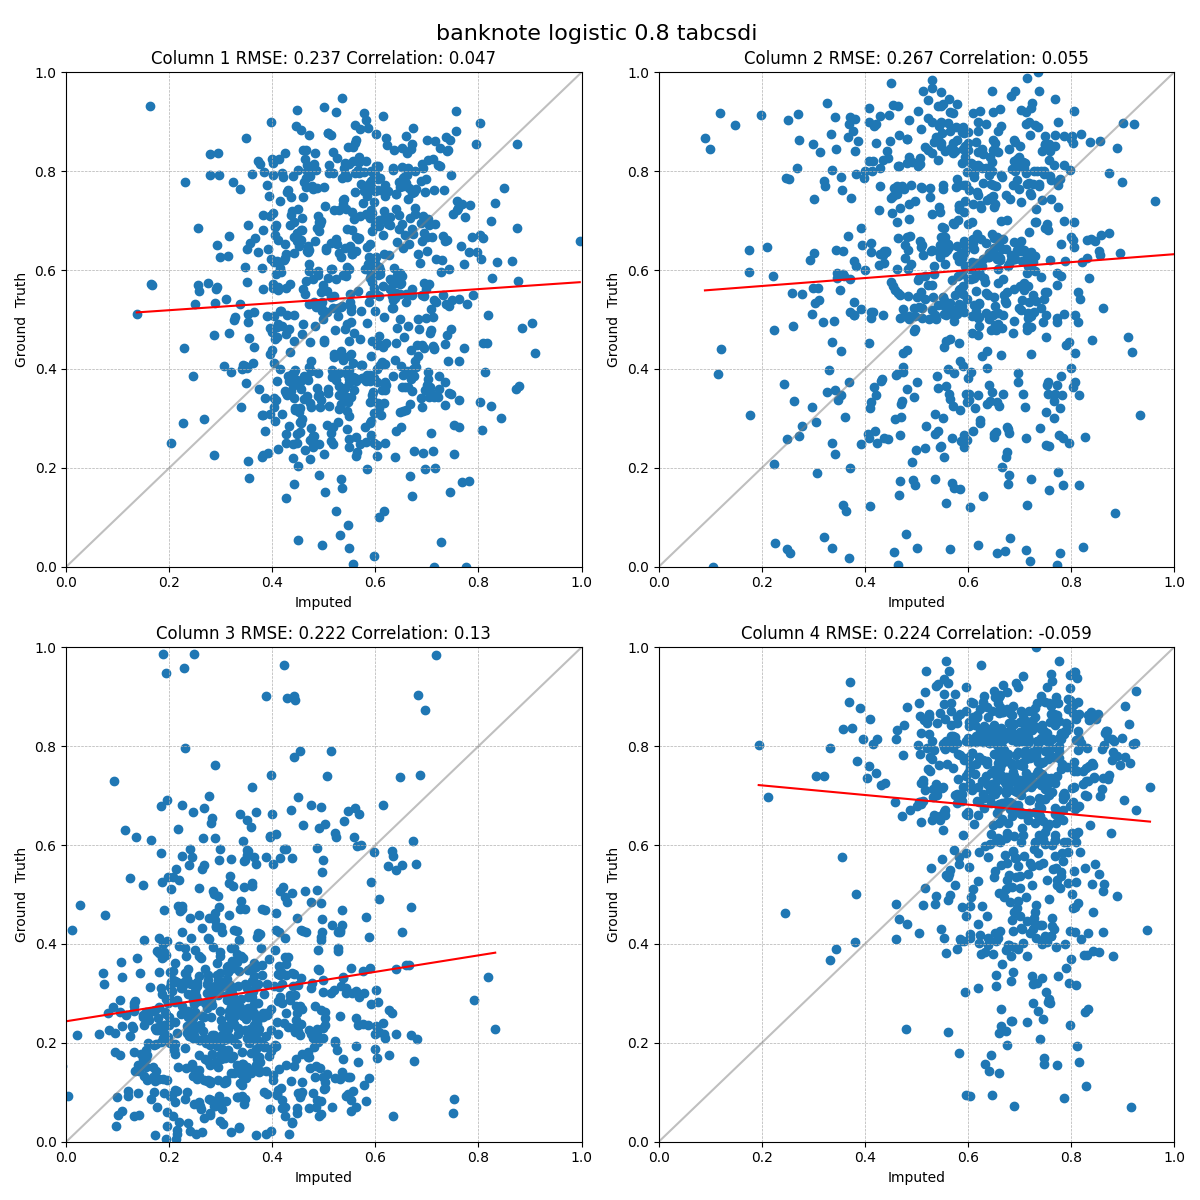 banknote logistic 0.8 tabcsdi
Column 1 RMSE: 0.237 Correlation: 0.047
Column 2 RMSE: 0.267 Correlation: 0.055
1.0
0.8
0.6
0.4
0.2
0.0
Ground Truth
0.0 0.2 0.4 0.6 0.8 1.0
Imputed
1.0
0.8
0.6
0.4
0.2
0.0
Ground Truth
0.0 0.2 0.4 0.6 0.8 1.0
Imputed
Column 3 RMSE: 0.222 Correlation: 0.13
Column 4 RMSE: 0.224 Correlation: -0.059
1.0
0.8
0.6
0.4
0.2
0.0
Ground Truth
0.0 0.2 0.4 0.6 0.8 1.0
Imputed
1.0
0.8
0.6
0.4
0.2
0.0
Ground Truth
0.0 0.2 0.4 0.6 0.8 1.0
Imputed